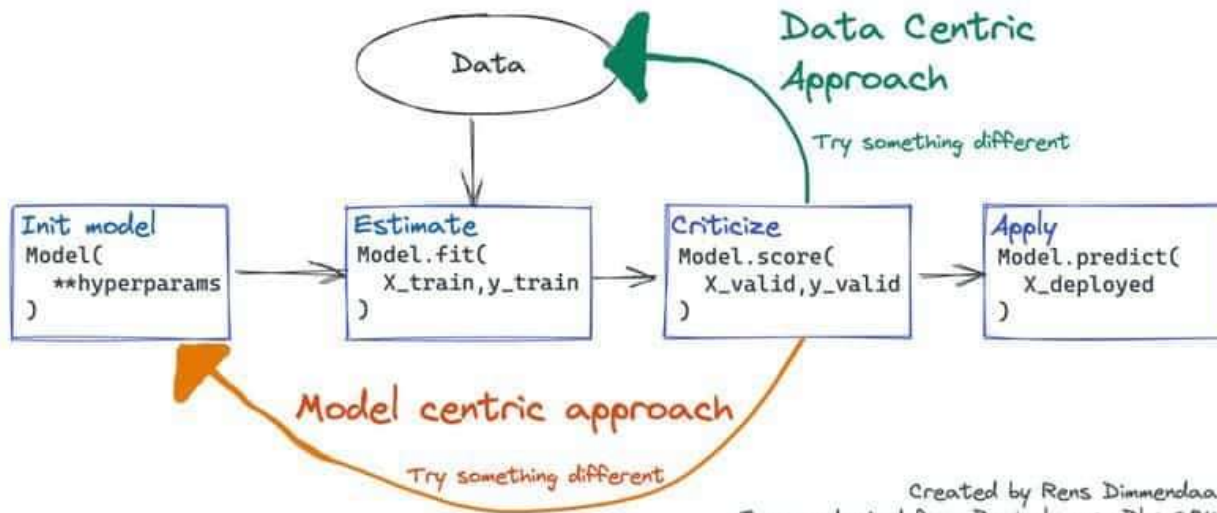 Data Centric
Approach
Data
Try something different
Init model
Model(
**hyperparams
)
Estimate
Model.fit(
X_train,y_train
)
Criticize
Model.score(
X_valid,y_valid
)
Apply
Model.predict(
X_deployed
)
Model centric approach
Try something different
Created by Rens Dimmendaa